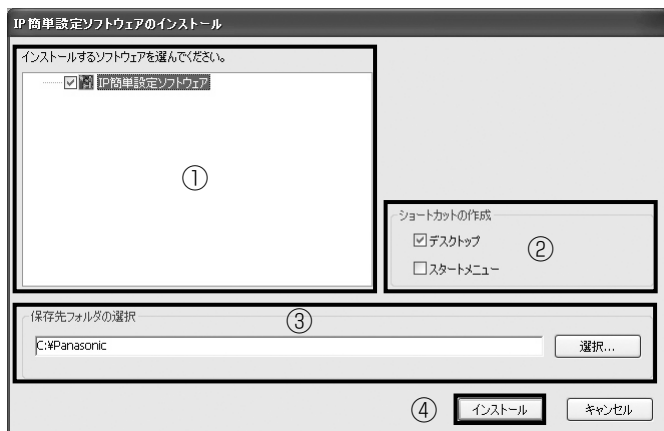 IP簡単設定ソフトウェアのインストール
インストールするソフトウェアを選んでください。
IP簡単設定ソフトウェア
①
ショートカットの作成
デスクトップ
②
スタートメニュー
保存先フォルダの選択
③
C:¥Panasonic
選択...
④
インストール
キャンセル